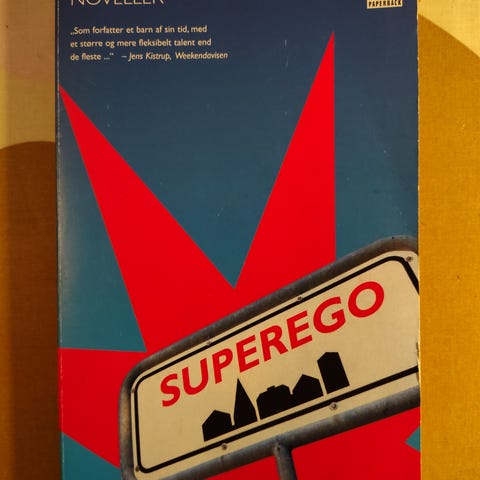 NOVELLER
PAPERBACK
„Som forfatter et barn af sin tid, med
et større og mere fleksibelt talent end
de fleste ...” – Jens Kistrup, Weekendavisen
SUPEREGO